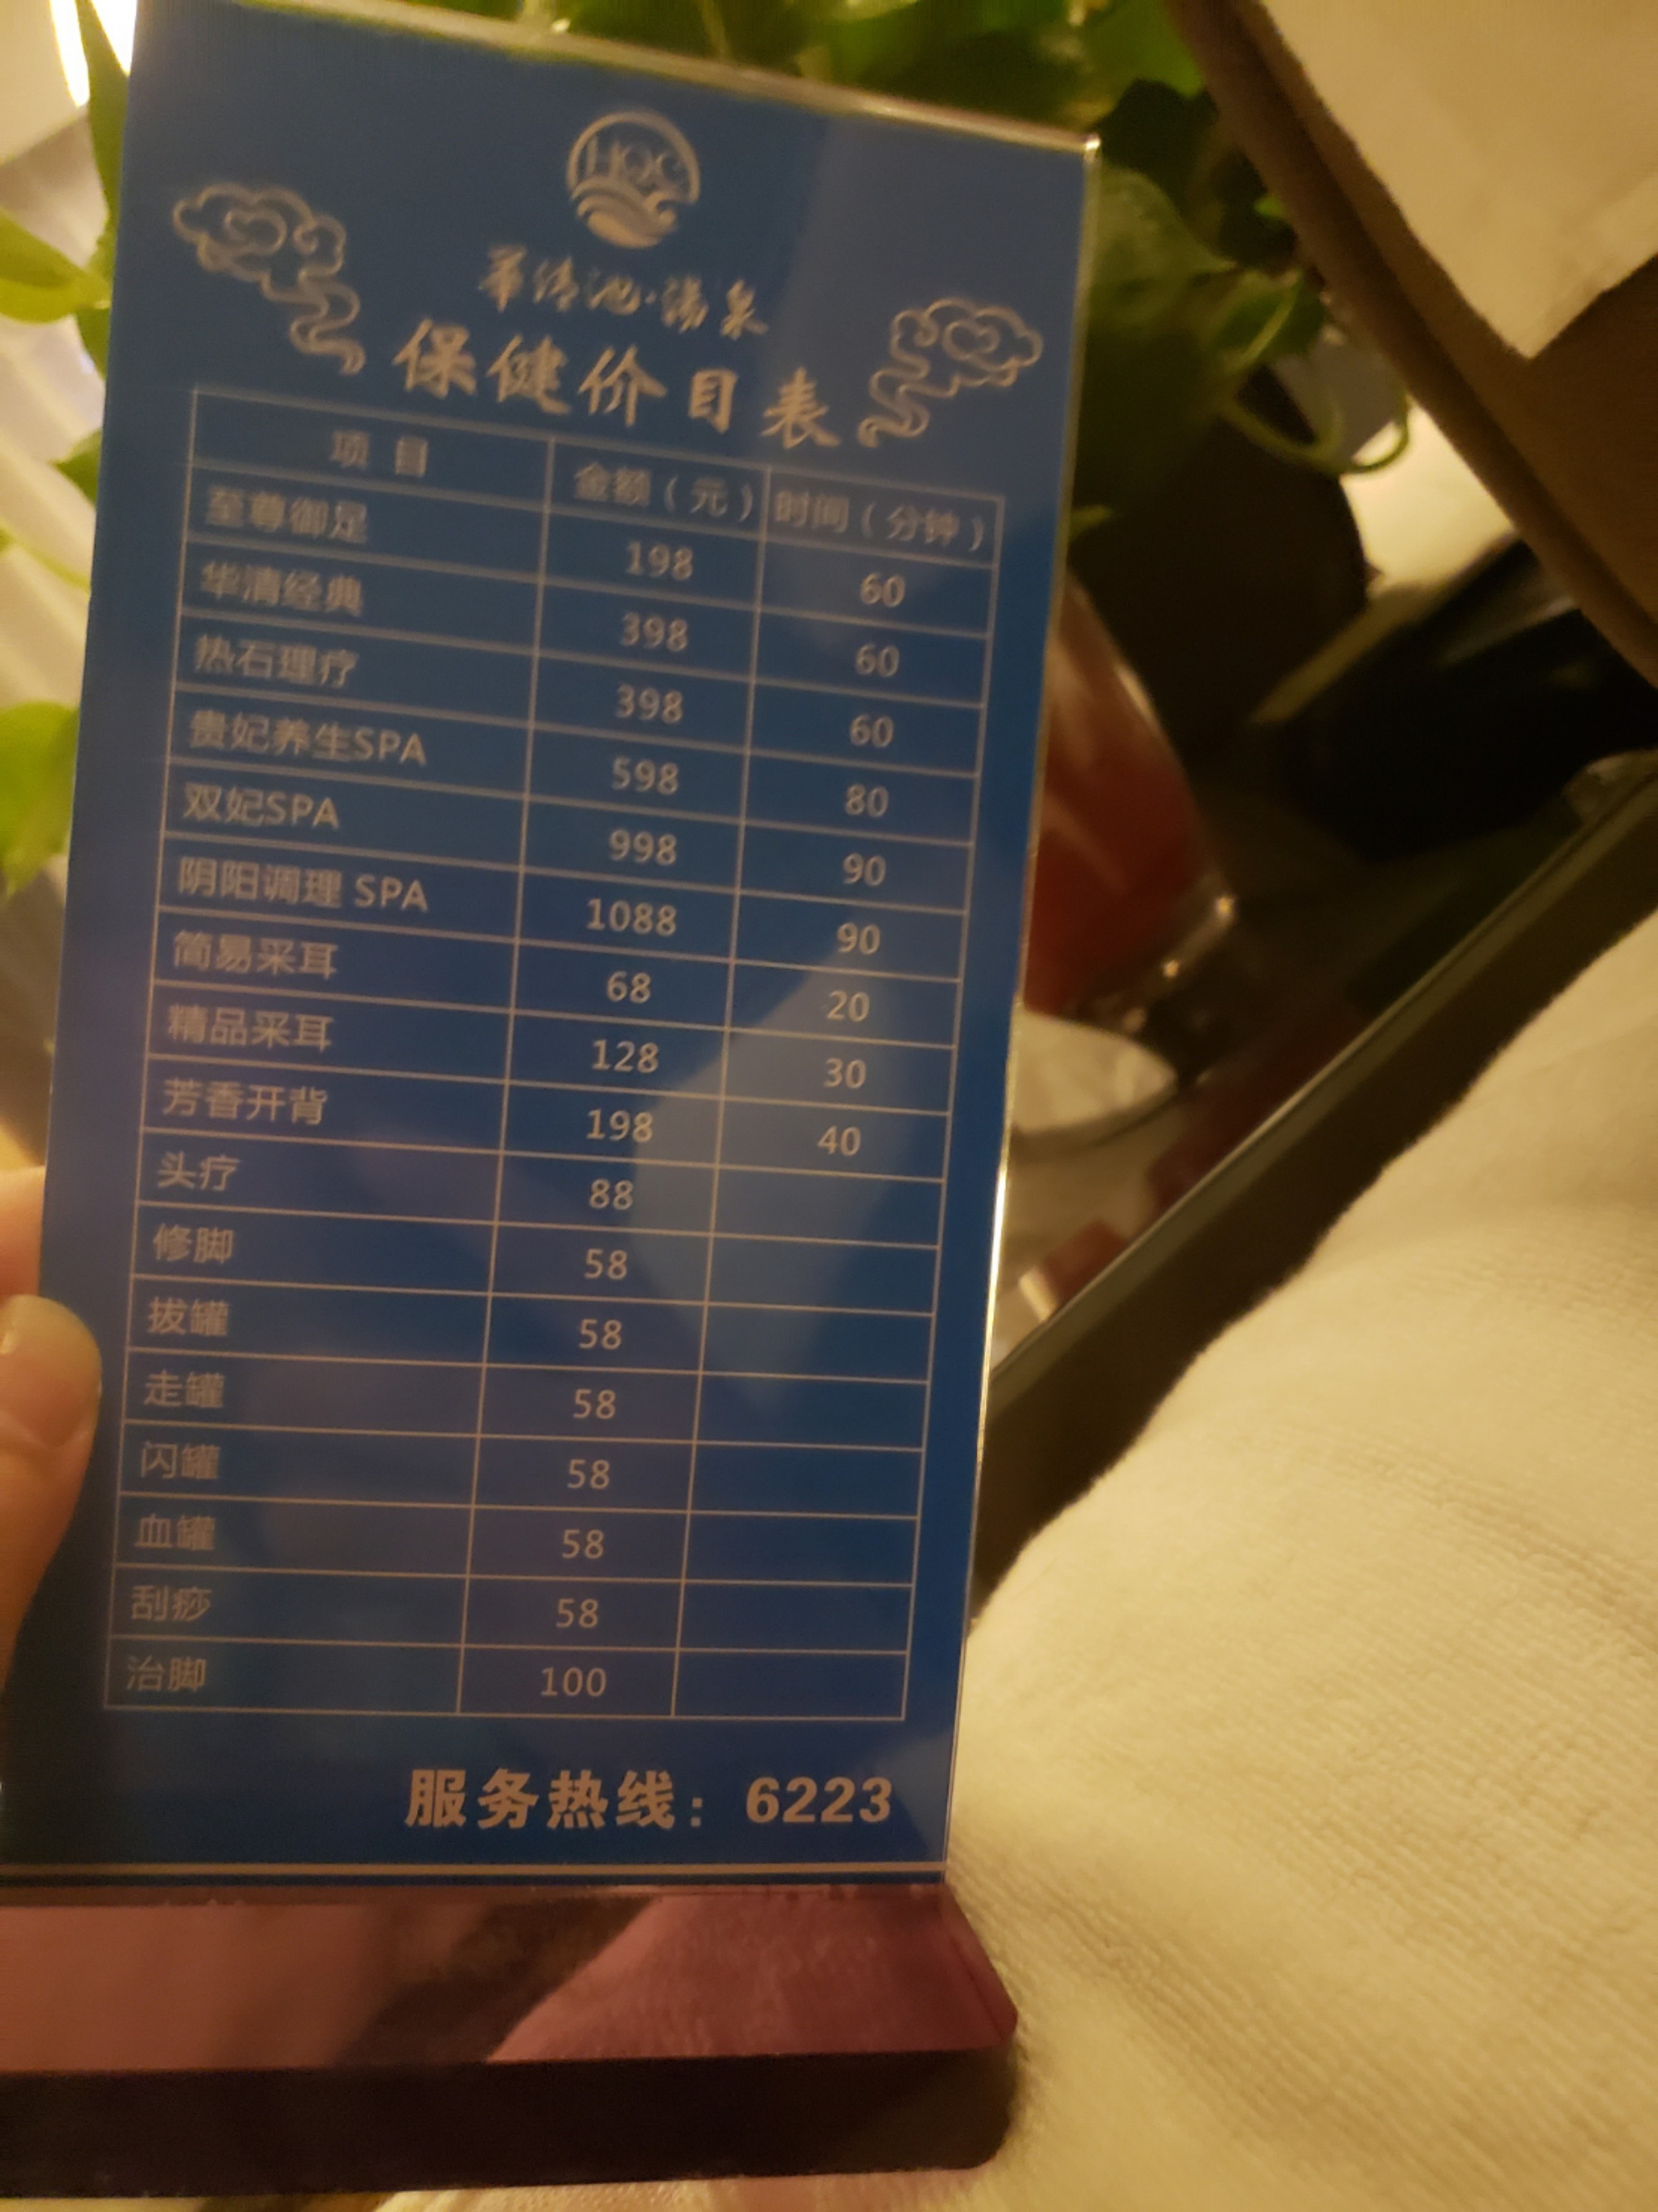 HQC
华清池·汤泉
保健价目表
项目 金额（元） 时间（分钟）
至尊御足 198 60
华清经典 398 60
热石理疗 398 60
贵妃养生SPA 598 80
双妃SPA 998 90
阴阳调理 SPA 1088 90
简易采耳 68 20
精品采耳 128 30
芳香开背 198 40
头疗 88
修脚 58
拔罐 58
走罐 58
闪罐 58
血罐 58
刮痧 58
治脚 100
服务热线：6223